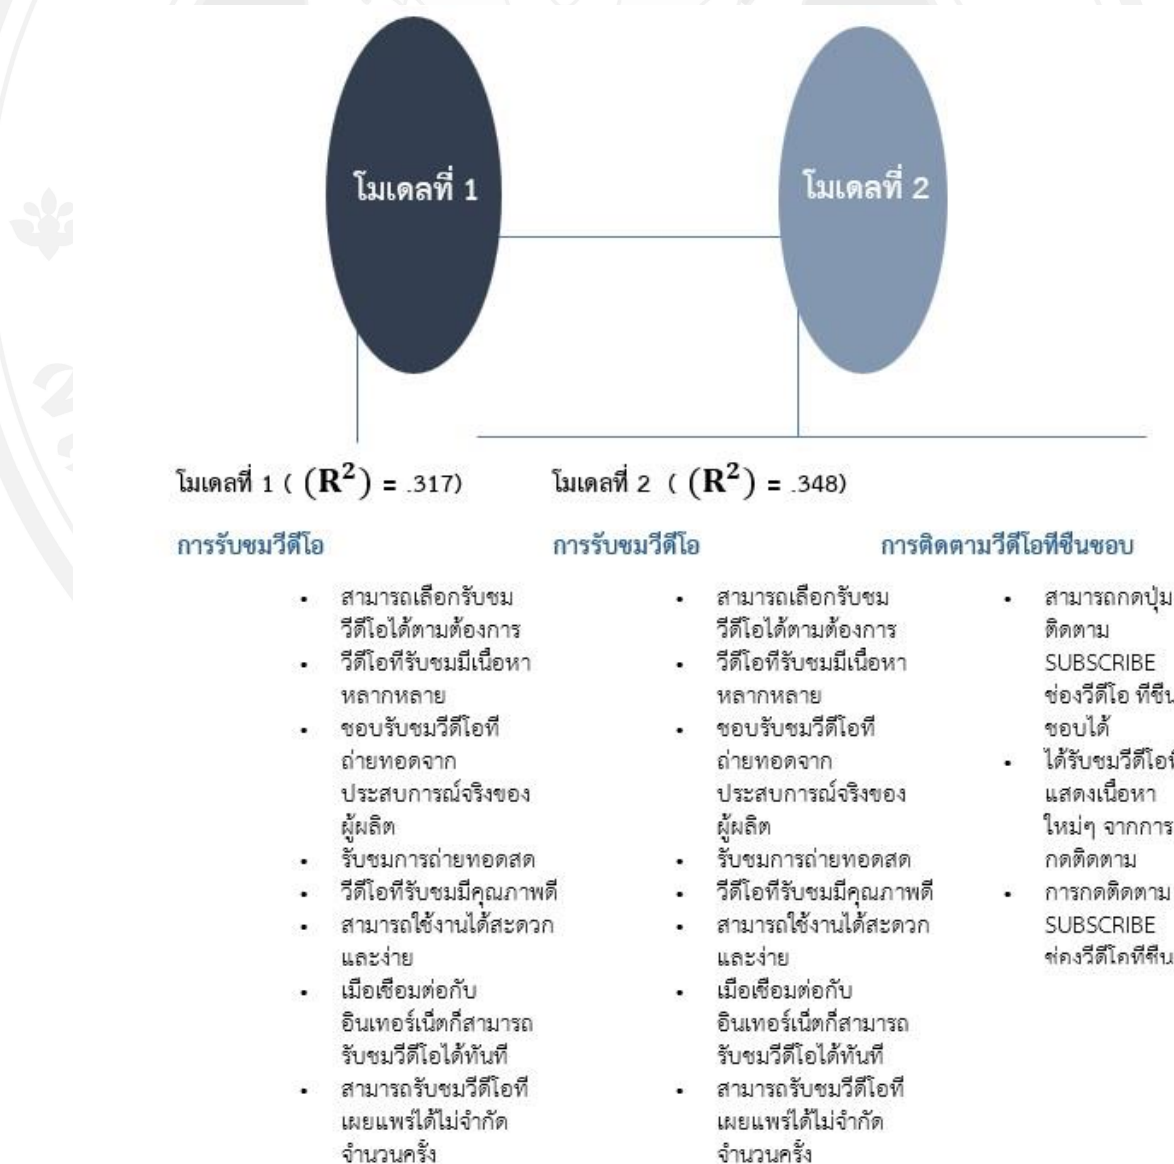 โมเดลที่ 1
โมเดลที่ 2
โมเดลที่ 1 ( (R²) = .317)
โมเดลที่ 2 ( (R²) = .348)
การรับชมวีดีโอ
สามารถเลือกรับชม
วีดีโอได้ตามต้องการ
วีดีโอทีรับชมมีเนื้อหา
หลากหลาย
ชอบรับชมวีดีโอที
ถ่ายทอดจาก
ประสบการณ์จริงของ
ผู้ผลิต
รับชมการถ่ายทอดสด
วีดีโอทีรับชมมีคุณภาพดี
สามารถใช้งานได้สะดวก
และง่าย
เมือเชือมต่อกับ
อินเทอร์เน็ตก็สามารถ
รับชมวีดีโอได้ทันที
สามารถรับชมวีดีโอที
เผยแพร่ได้ไม่จำกัด
จำนวนครั้ง
การรับชมวีดีโอ
สามารถเลือกรับชม
วีดีโอได้ตามต้องการ
วีดีโอทีรับชมมีเนื้อหา
หลากหลาย
ชอบรับชมวีดีโอที
ถ่ายทอดจาก
ประสบการณ์จริงของ
ผู้ผลิต
รับชมการถ่ายทอดสด
วีดีโอทีรับชมมีคุณภาพดี
สามารถใช้งานได้สะดวก
และง่าย
เมือเชือมต่อกับ
อินเทอร์เน็ตก็สามารถ
รับชมวีดีโอได้ทันที
สามารถรับชมวีดีโอที
เผยแพร่ได้ไม่จำกัด
จำนวนครั้ง
การติดตามวีดีโอทีชืนชอบ
สามารถกดปุ่ม
ติดตาม
SUBSCRIBE
ช่องวีดีโอ ทีชืน
ชอบได้
ได้รับชมวีดีโอที
แสดงเนื้อหา
ใหม่ๆ จากการ
กดติดตาม
การกดติดตาม
SUBSCRIBE
ช่องวีดีโอทีชืน